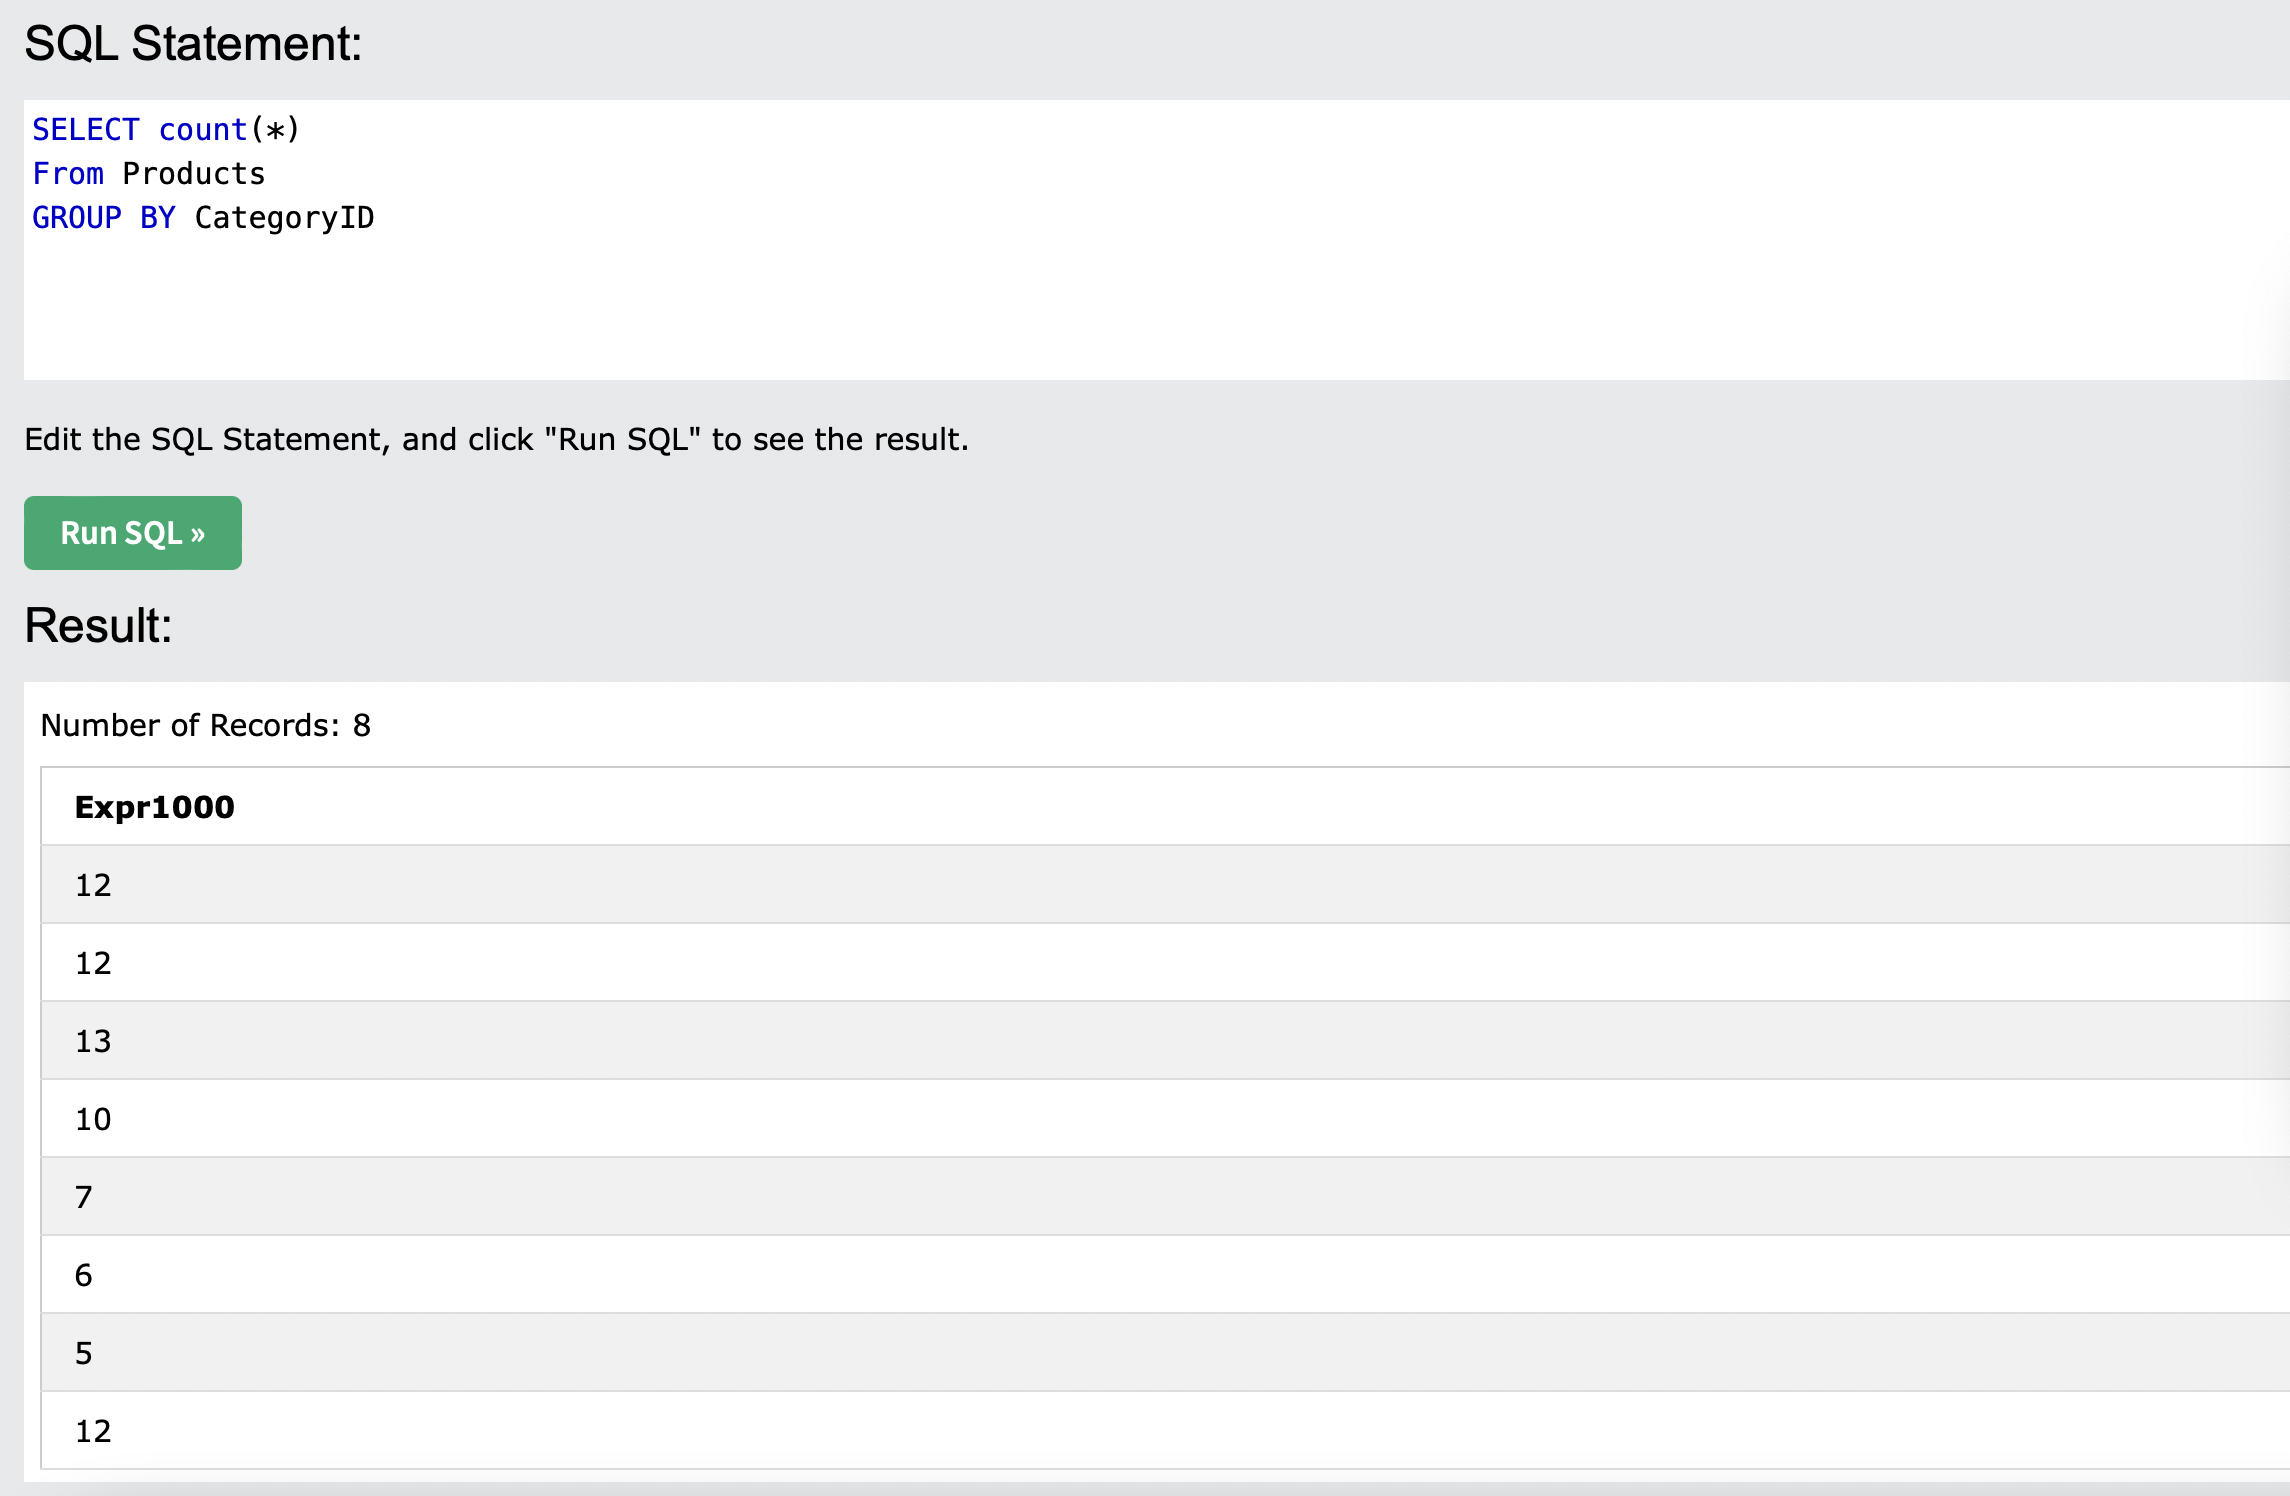 SQL Statement:
SELECT count(*)
From Products
GROUP BY CategoryID
Edit the SQL Statement, and click "Run SQL" to see the result.
Run SQL »
Result:
Number of Records: 8
Expr1000
12
12
13
10
7
6
5
12